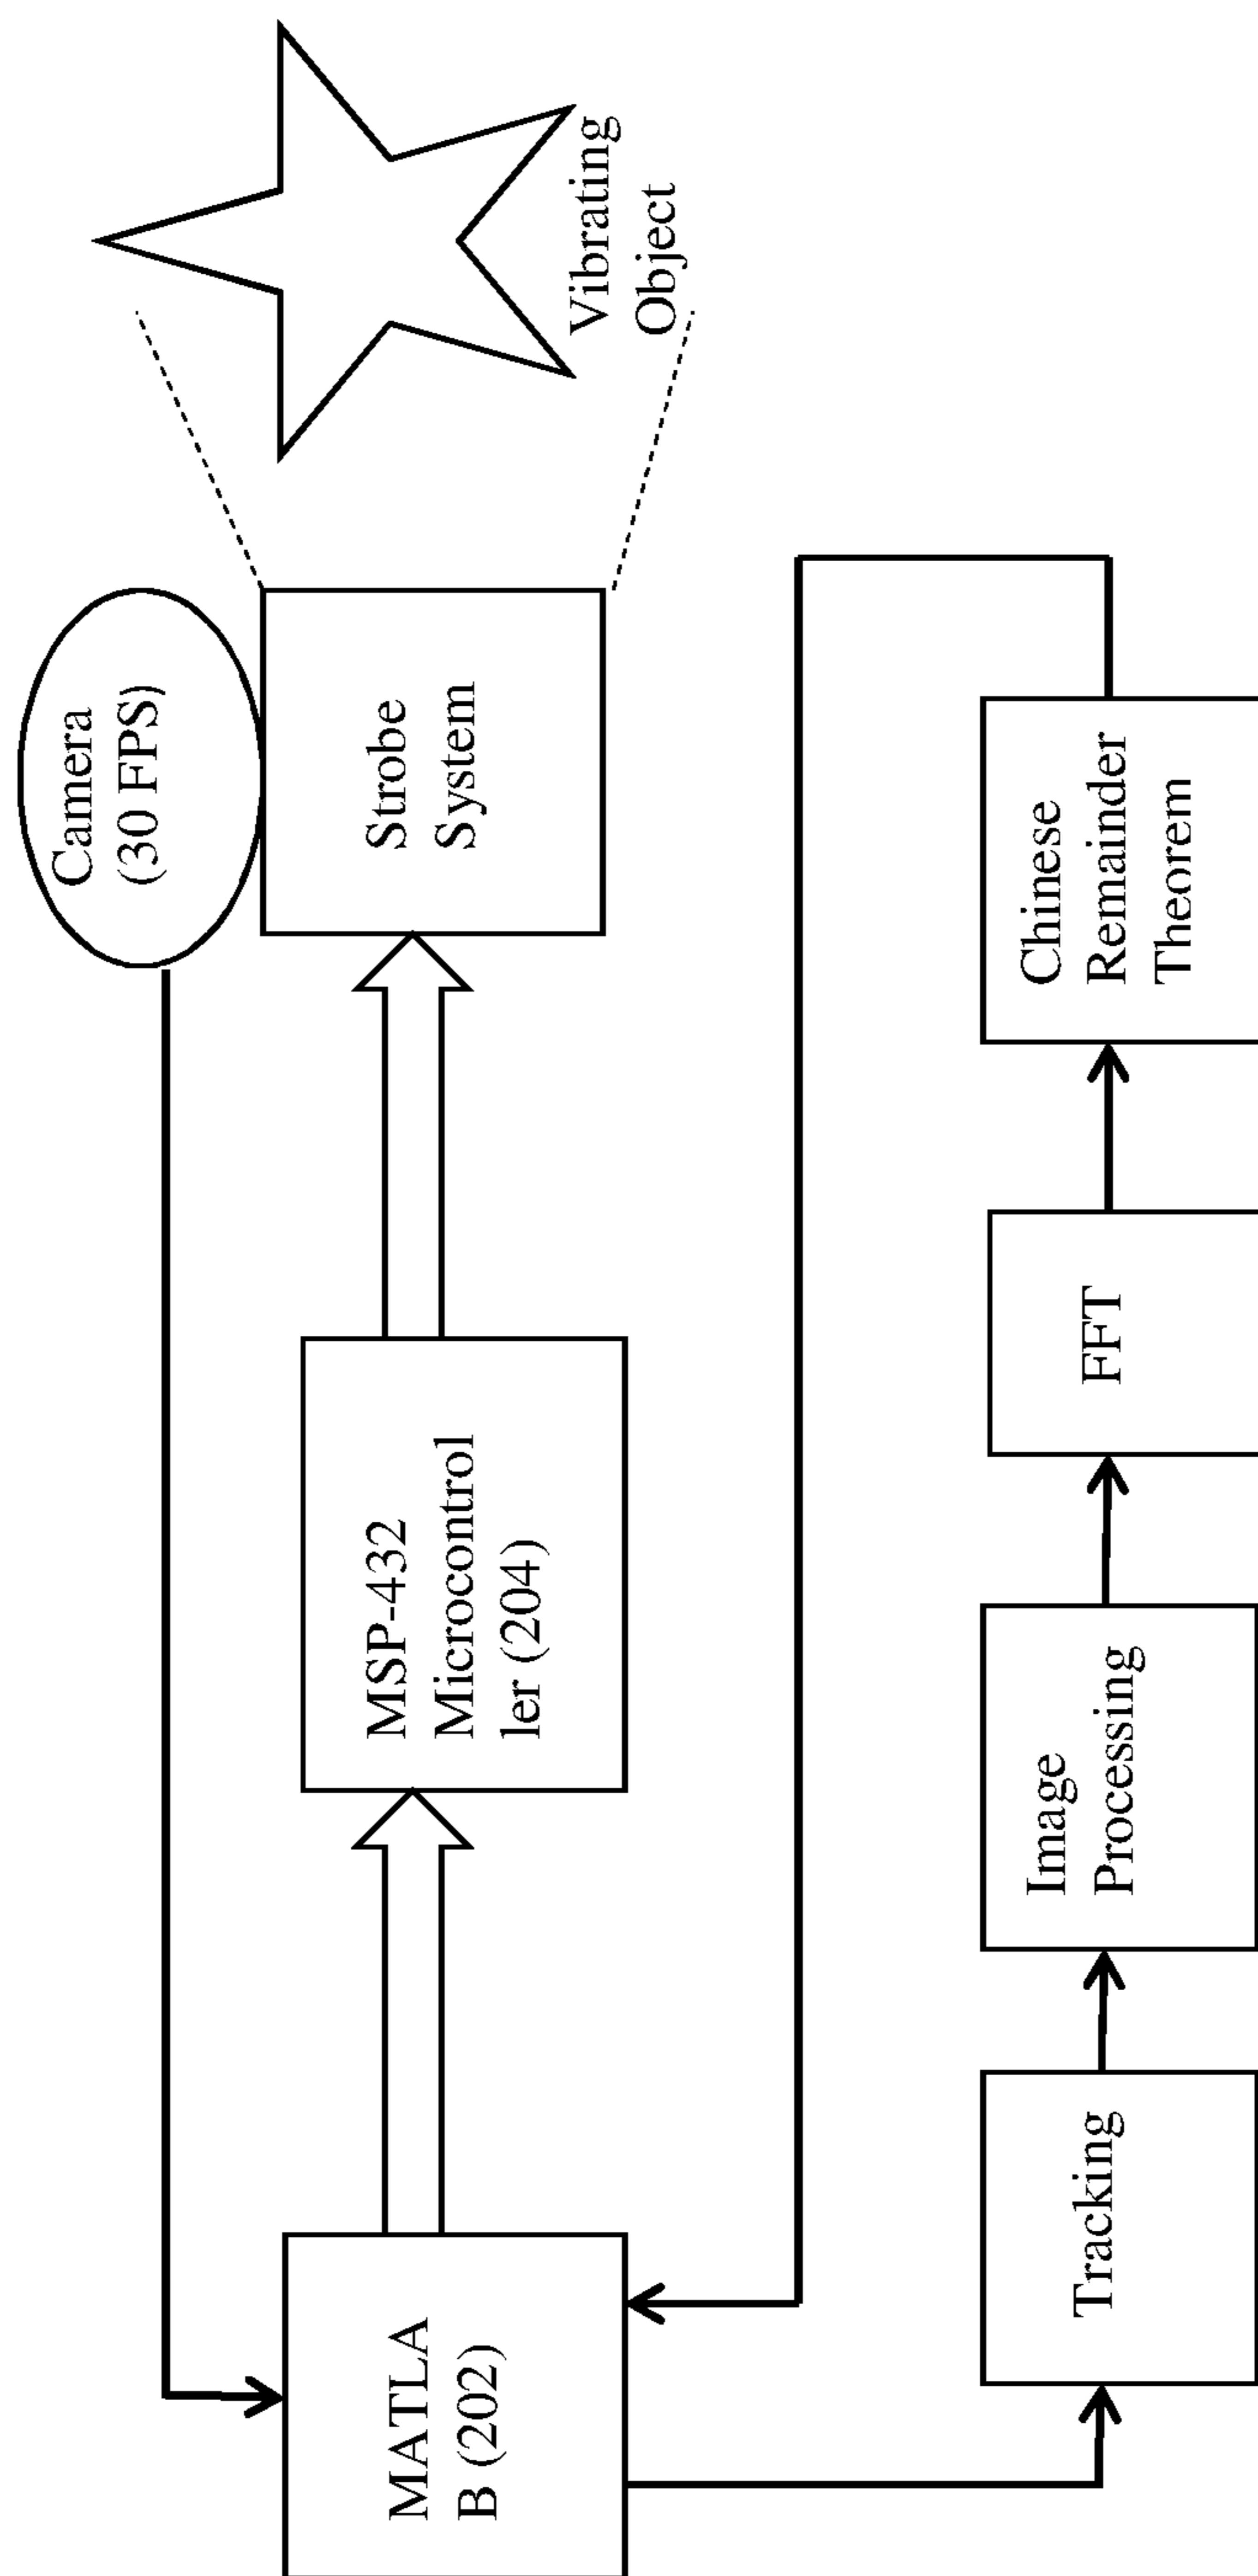 Camera
(30 FPS)
Vibrating
Object
Strobe
System
MSP-432
Microcontrol
ler (204)
MATLA
B (202)
Tracking
Image
Processing
FFT
Chinese
Remainder
Theorem